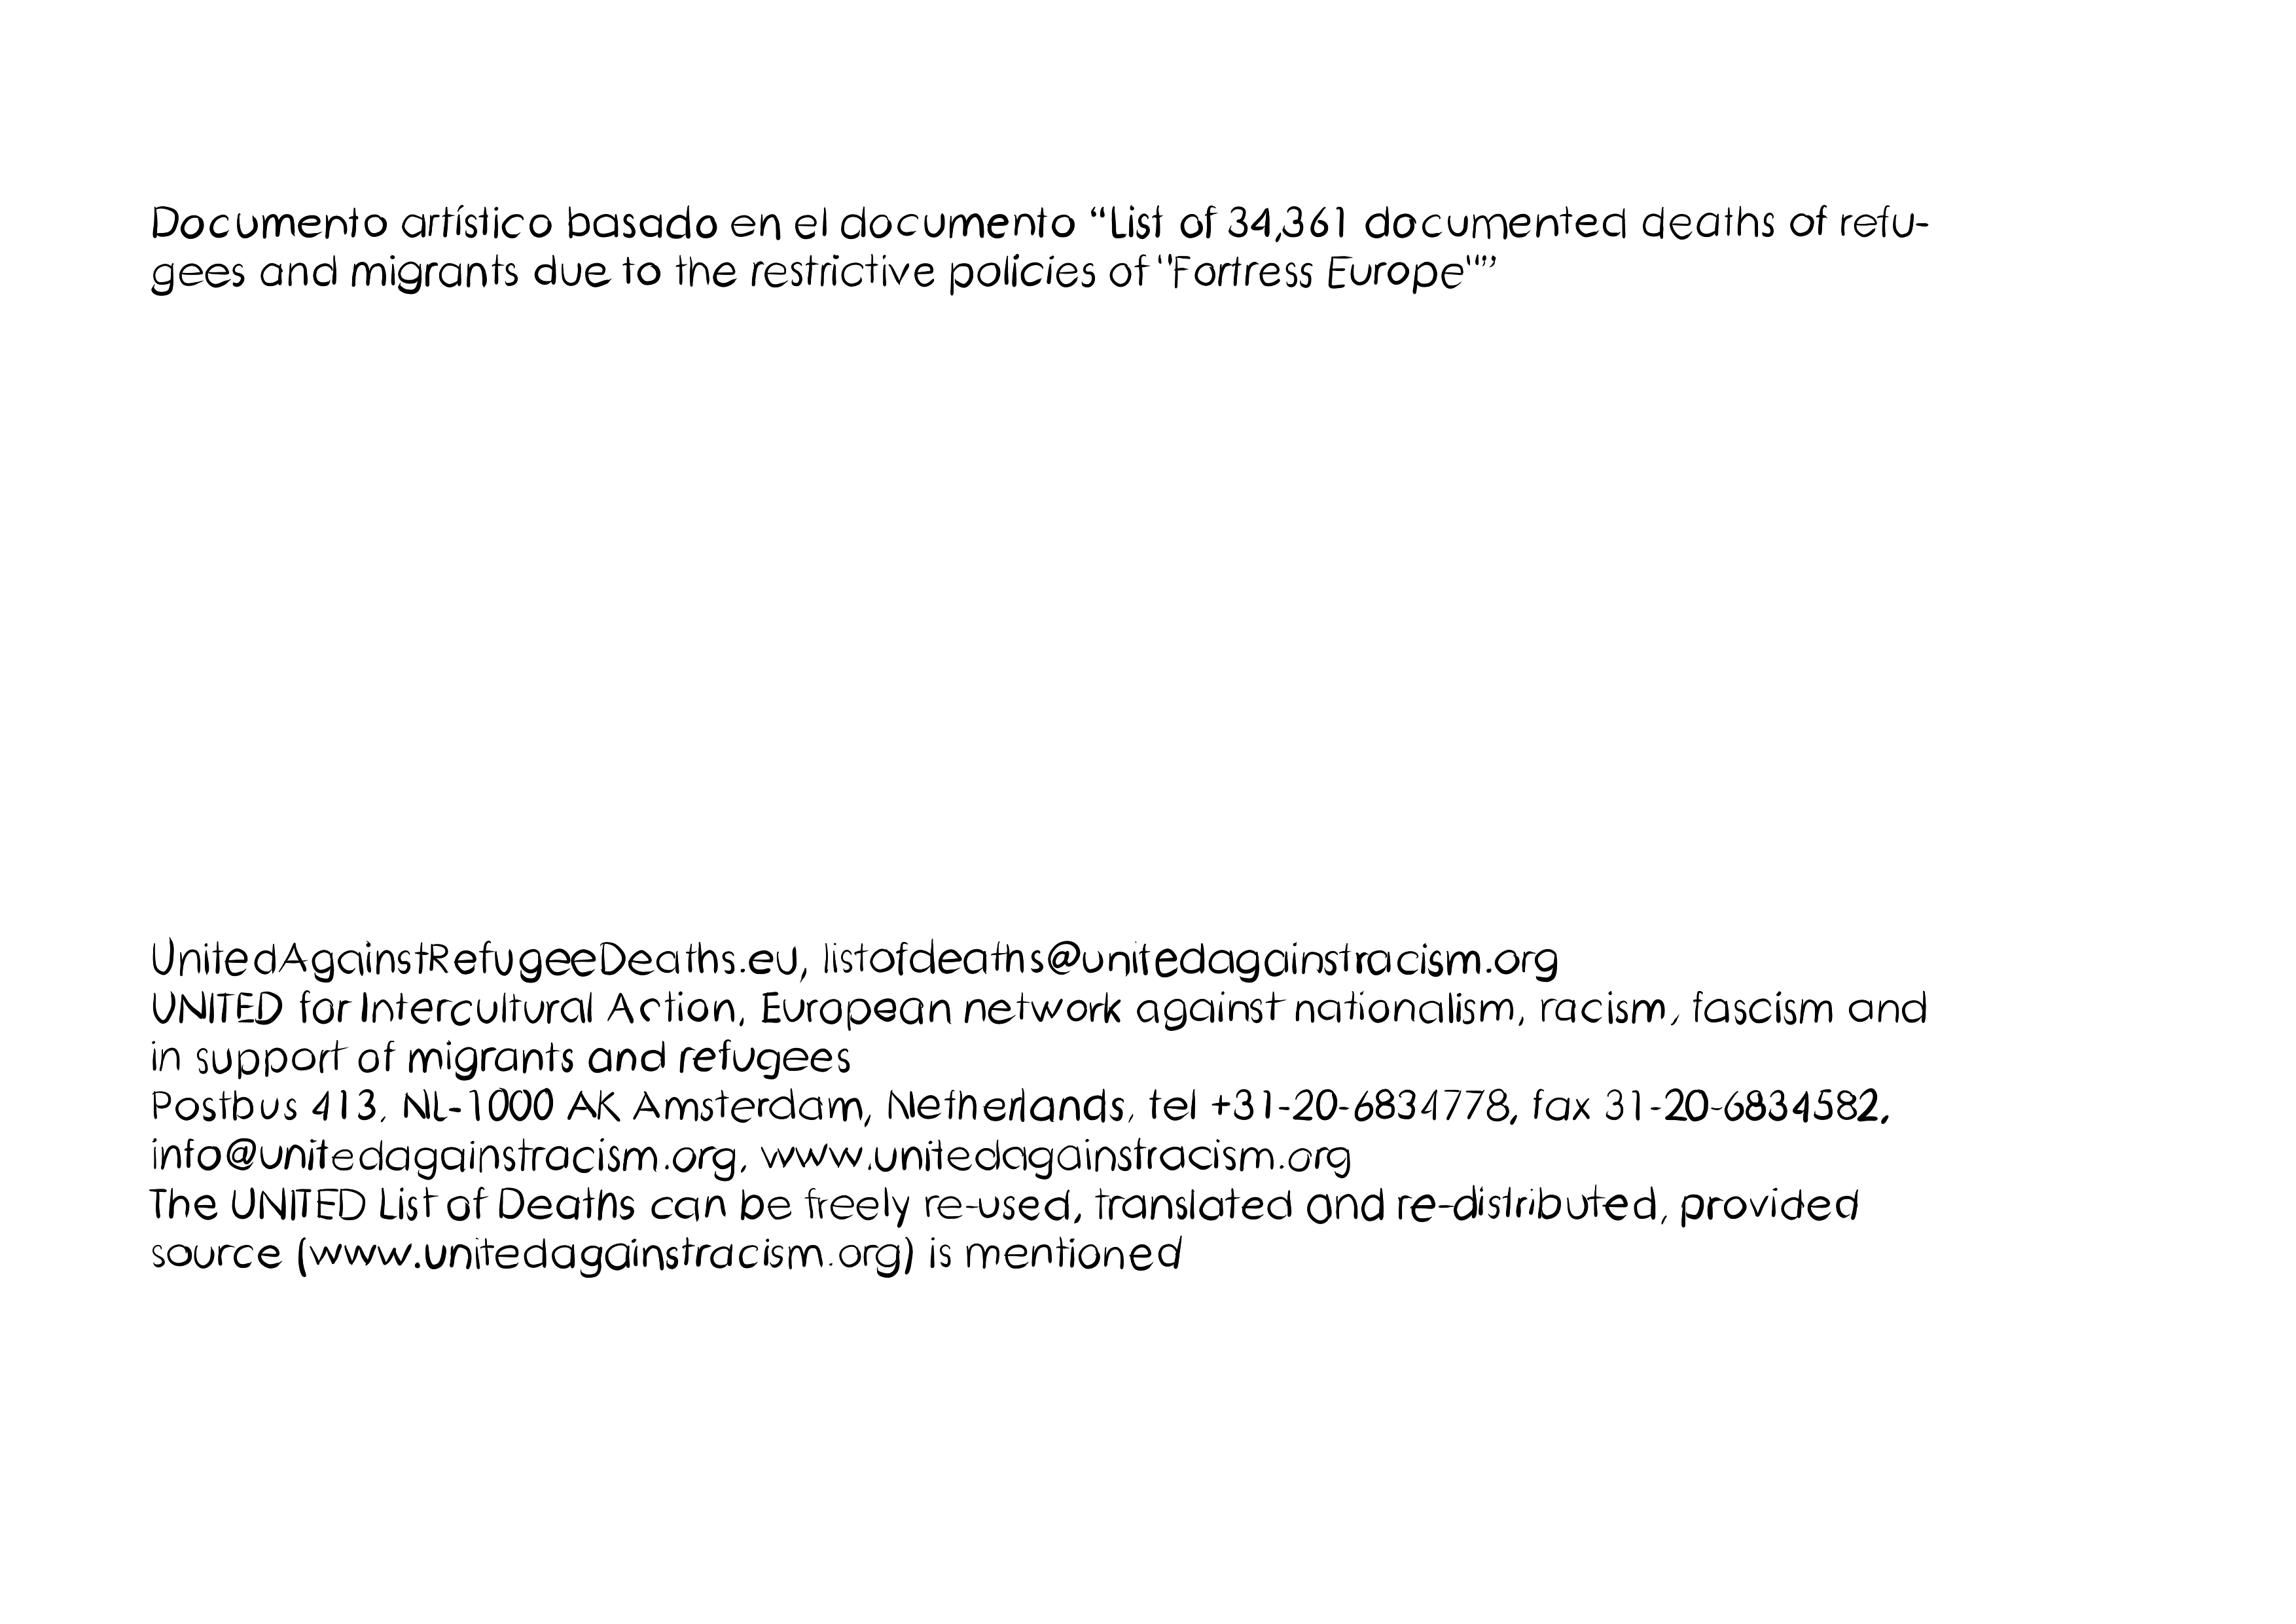 Documento artístico basado en el documento “List of 34,361 documented deaths of refu-
gees and migrants due to the restrictive policies of "Fortress Europe"”
UnitedAgainstRefugeeDeaths.eu, listofdeaths@unitedagainstracism.org
UNITED for Intercultural Action, European network against nationalism, racism, fascism and
in support of migrants and refugees
Postbus 413, NL-1000 AK Amsterdam, Netherlands, tel +31-20-6834778, fax 31-20-6834582,
info@unitedagainstracism.org, www.unitedagainstracism.org
The UNITED List of Deaths can be freely re-used, translated and re-distributed, provided
source (www.unitedagainstracism.org) is mentioned